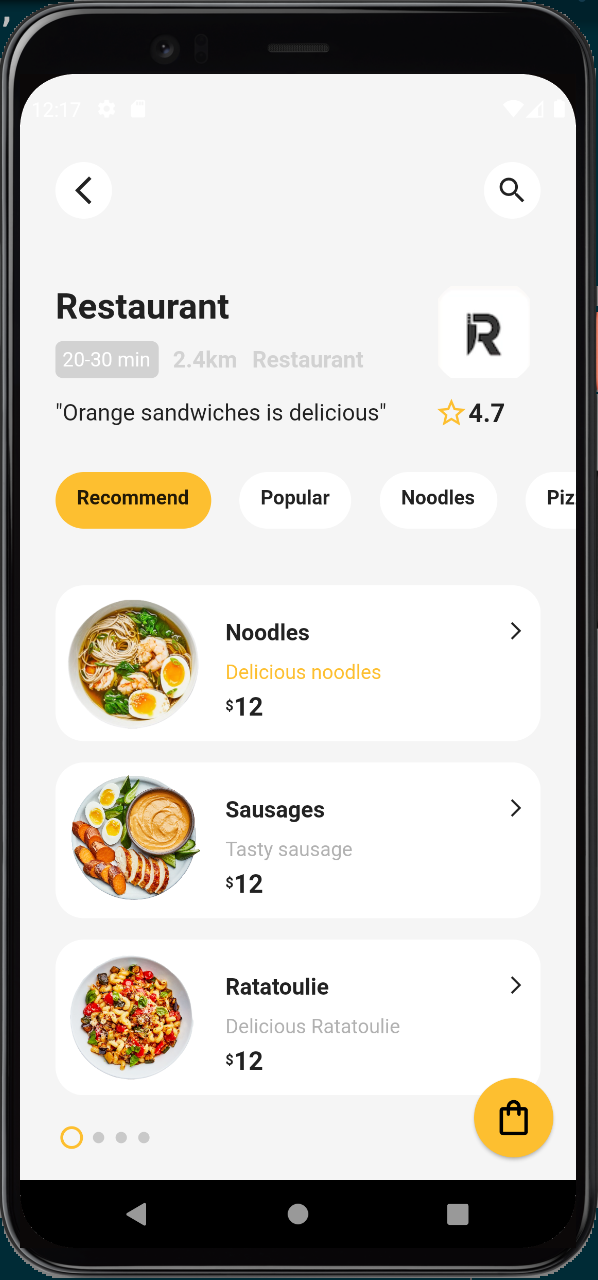 12:17
Restaurant
R
20-30 min 2.4km Restaurant
"Orange sandwiches is delicious" 4.7
Recommend Popular Noodles Piz
Noodles
Delicious noodles
$12
Sausages
Tasty sausage
$12
Ratatoulie
Delicious Ratatoulie
$12